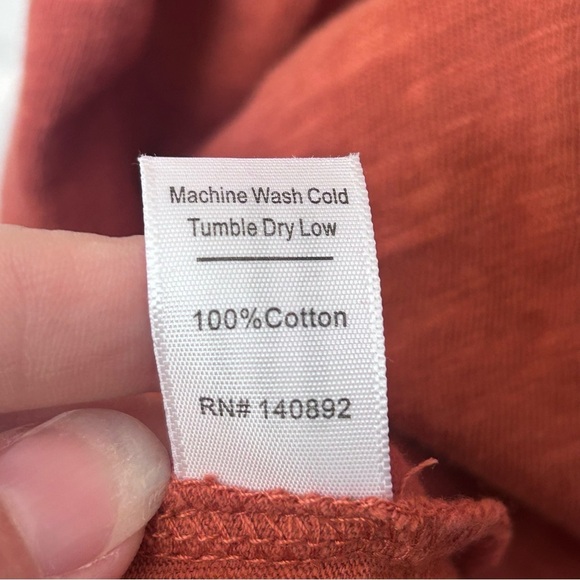 Machine Wash Cold
Tumble Dry Low
100%Cotton
RN# 140892